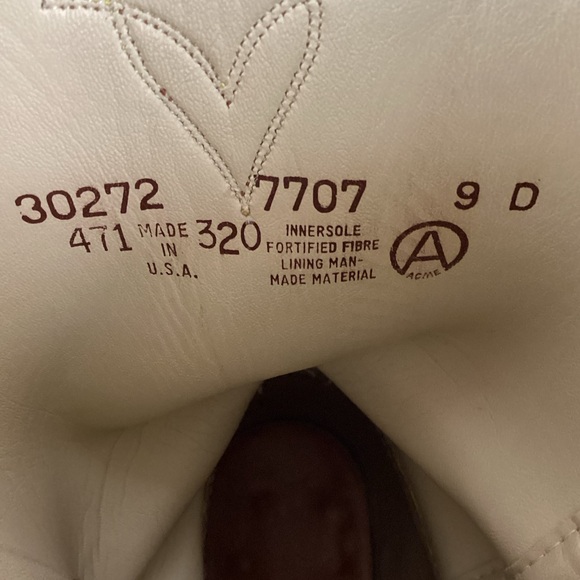 30272 7707 9 D
471 MADE IN U.S.A. 320
INNERSOLE
FORTIFIED FIBRE
LINING MAN-
MADE MATERIAL
A
ACME